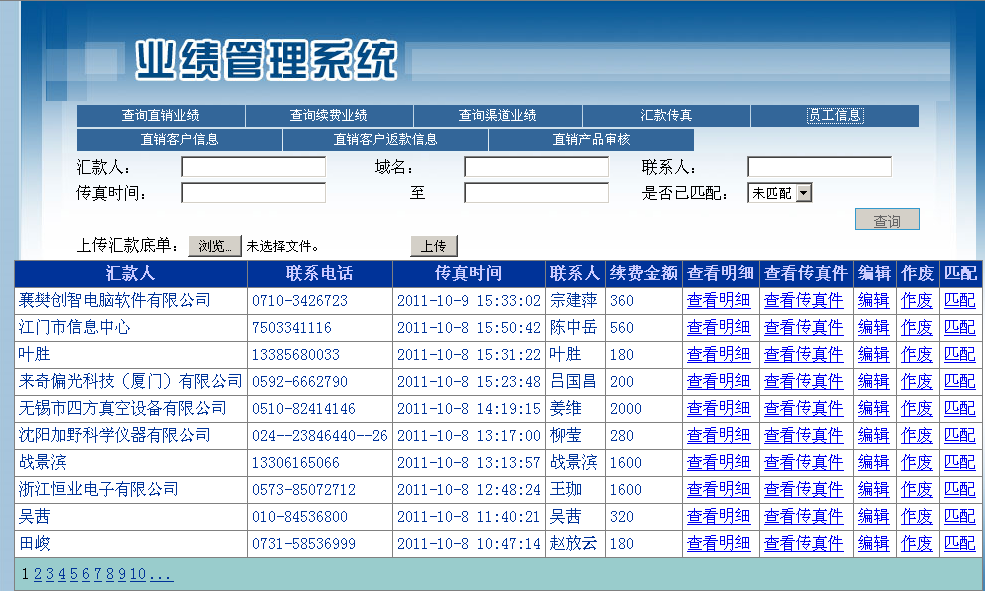 业绩管理系统
查询直销业绩 查询续费业绩 查询渠道业绩 汇款传真 员工信息
直销客户信息 直销客户返款信息 直销产品审核
汇款人： 域名： 联系人：
传真时间： 至 是否已匹配： 未匹配
查询
上传汇款底单： 浏览… 未选择文件。 上传
汇款人 联系电话 传真时间 联系人 续费金额 查看明细 查看传真件 编辑 作废 匹配
襄樊创智电脑软件有限公司 0710-3426723 2011-10-9 15:33:02 宗建萍 360 查看明细 查看传真件 编辑 作废 匹配
江门市信息中心 7503341116 2011-10-8 15:50:42 陈中岳 560 查看明细 查看传真件 编辑 作废 匹配
叶胜 13385680033 2011-10-8 15:31:22 叶胜 180 查看明细 查看传真件 编辑 作废 匹配
来奇偏光科技（厦门）有限公司 0592-6662790 2011-10-8 15:23:48 吕国昌 200 查看明细 查看传真件 编辑 作废 匹配
无锡市四方真空设备有限公司 0510-82414146 2011-10-8 14:19:15 姜维 2000 查看明细 查看传真件 编辑 作废 匹配
沈阳加野科学仪器有限公司 024--23846440--26 2011-10-8 13:17:00 柳莹 280 查看明细 查看传真件 编辑 作废 匹配
战景滨 13306165066 2011-10-8 13:13:57 战景滨 1600 查看明细 查看传真件 编辑 作废 匹配
浙江恒业电子有限公司 0573-85072712 2011-10-8 12:48:24 王珈 1600 查看明细 查看传真件 编辑 作废 匹配
吴茜 010-84536800 2011-10-8 11:40:21 吴茜 320 查看明细 查看传真件 编辑 作废 匹配
田峻 0731-58536999 2011-10-8 10:47:14 赵放云 180 查看明细 查看传真件 编辑 作废 匹配
1 2 3 4 5 6 7 8 9 10 ...